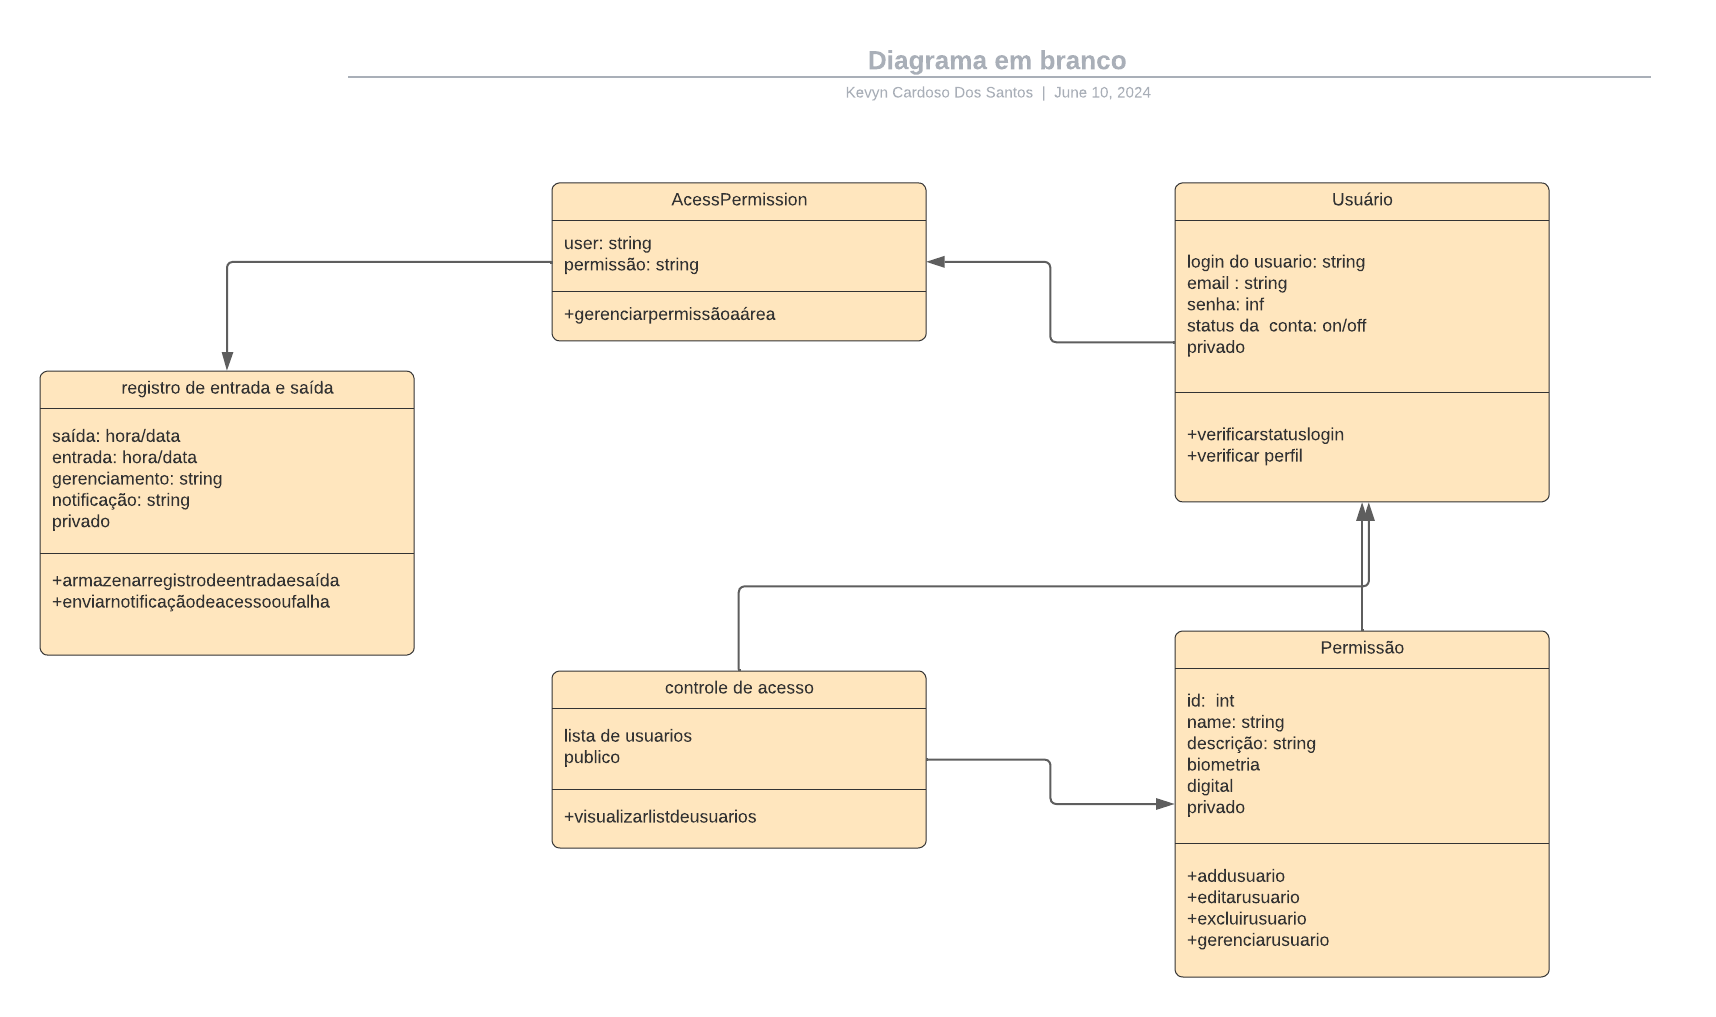 Diagrama em branco
Kevyn Cardoso Dos Santos | June 10, 2024
AcessPermission
user: string
permissão: string
+gerenciarpermissãoaárea
Usuário
login do usuario: string
email : string
senha: inf
status da  conta: on/off
privado
+verificarstatuslogin
+verificar perfil
registro de entrada e saída
saída: hora/data
entrada: hora/data
gerenciamento: string
notificação: string
privado
+armazenarregistrodeentradaesaída
+enviarnotificaçãodeacessooufalha
controle de acesso
lista de usuarios
publico
+visualizarlistdeusuarios
Permissão
id:  int
name: string
descrição: string
biometria
digital
privado
+addusuario
+editarusuario
+excluirusuario
+gerenciarusuario